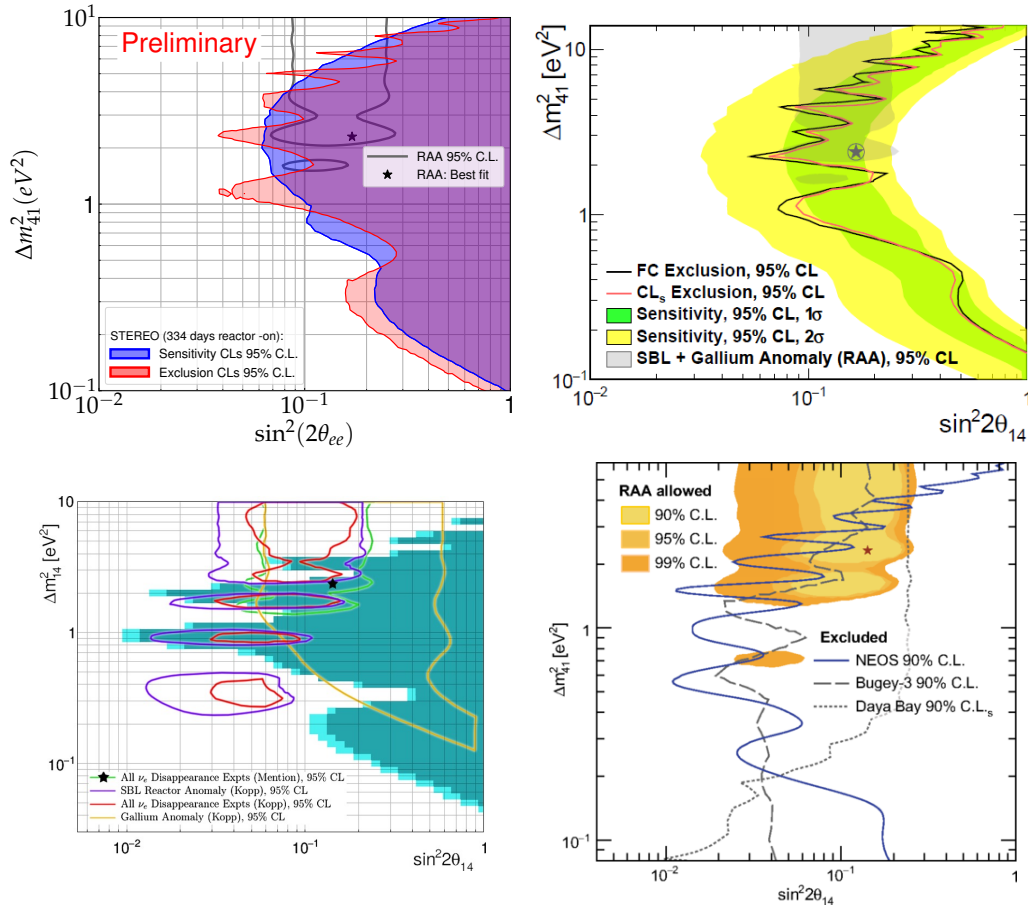 Preliminary
RAA 95% C.L.
RAA: Best fit
STEREO (334 days reactor -on):
Sensitivity CLs 95% C.L.
Exclusion CLs 95% C.L.
10¹
1
10⁻¹
10⁻²
10⁻¹
1
Δm²₄₁(eV²)
sin²(2θₑₑ)
10
1
10⁻¹
10⁻²
10⁻¹
1
Δm²₄₁ [eV²]
FC Exclusion, 95% CL
CLₛ Exclusion, 95% CL
Sensitivity, 95% CL, 1σ
Sensitivity, 95% CL, 2σ
SBL + Gallium Anomaly (RAA), 95% CL
sin²2θ₁₄
10
1
10⁻¹
10⁻²
10⁻¹
1
Δm²₁₄ [eV²]
All νₑ Disappearance Expts (Mention), 95% CL
SBL Reactor Anomaly (Kopp), 95% CL
All νₑ Disappearance Expts (Kopp), 95% CL
Gallium Anomaly (Kopp), 95% CL
sin²2θ₁₄
RAA allowed
90% C.L.
95% C.L.
99% C.L.
Excluded
NEOS 90% C.L.
Bugey-3 90% C.L.
Daya Bay 90% C.L.ₛ
1
10⁻¹
10⁻²
10⁻¹
1
Δm²₄₁ [eV²]
sin²2θ₁₄